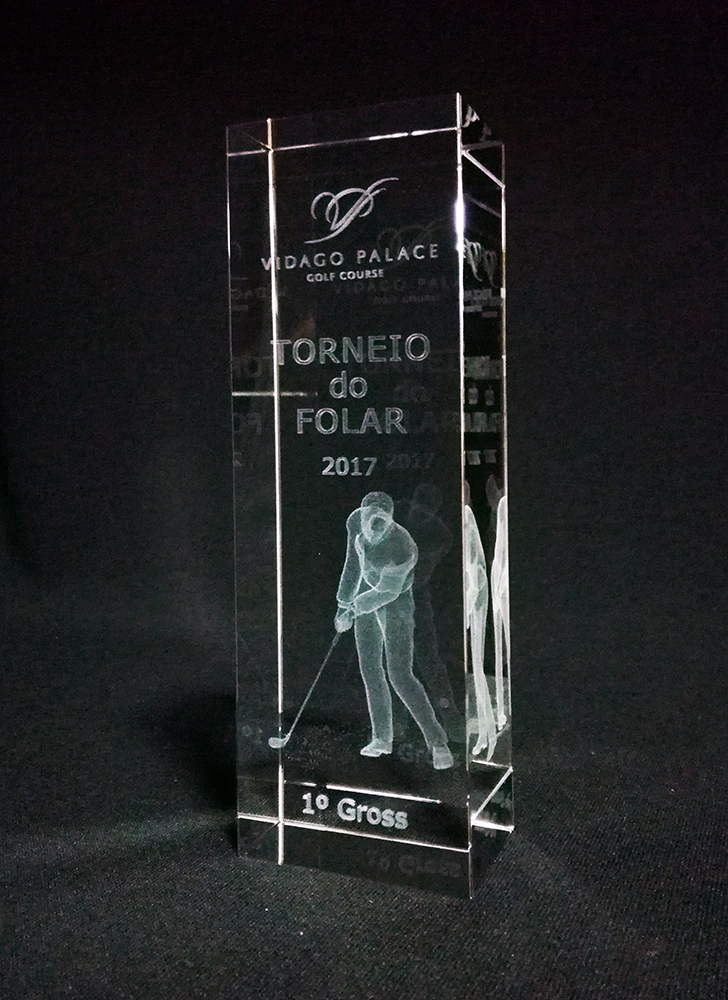 VIDAGO PALACE
GOLF COURSE
TORNEIO
do
FOLAR
2017
1º Gross